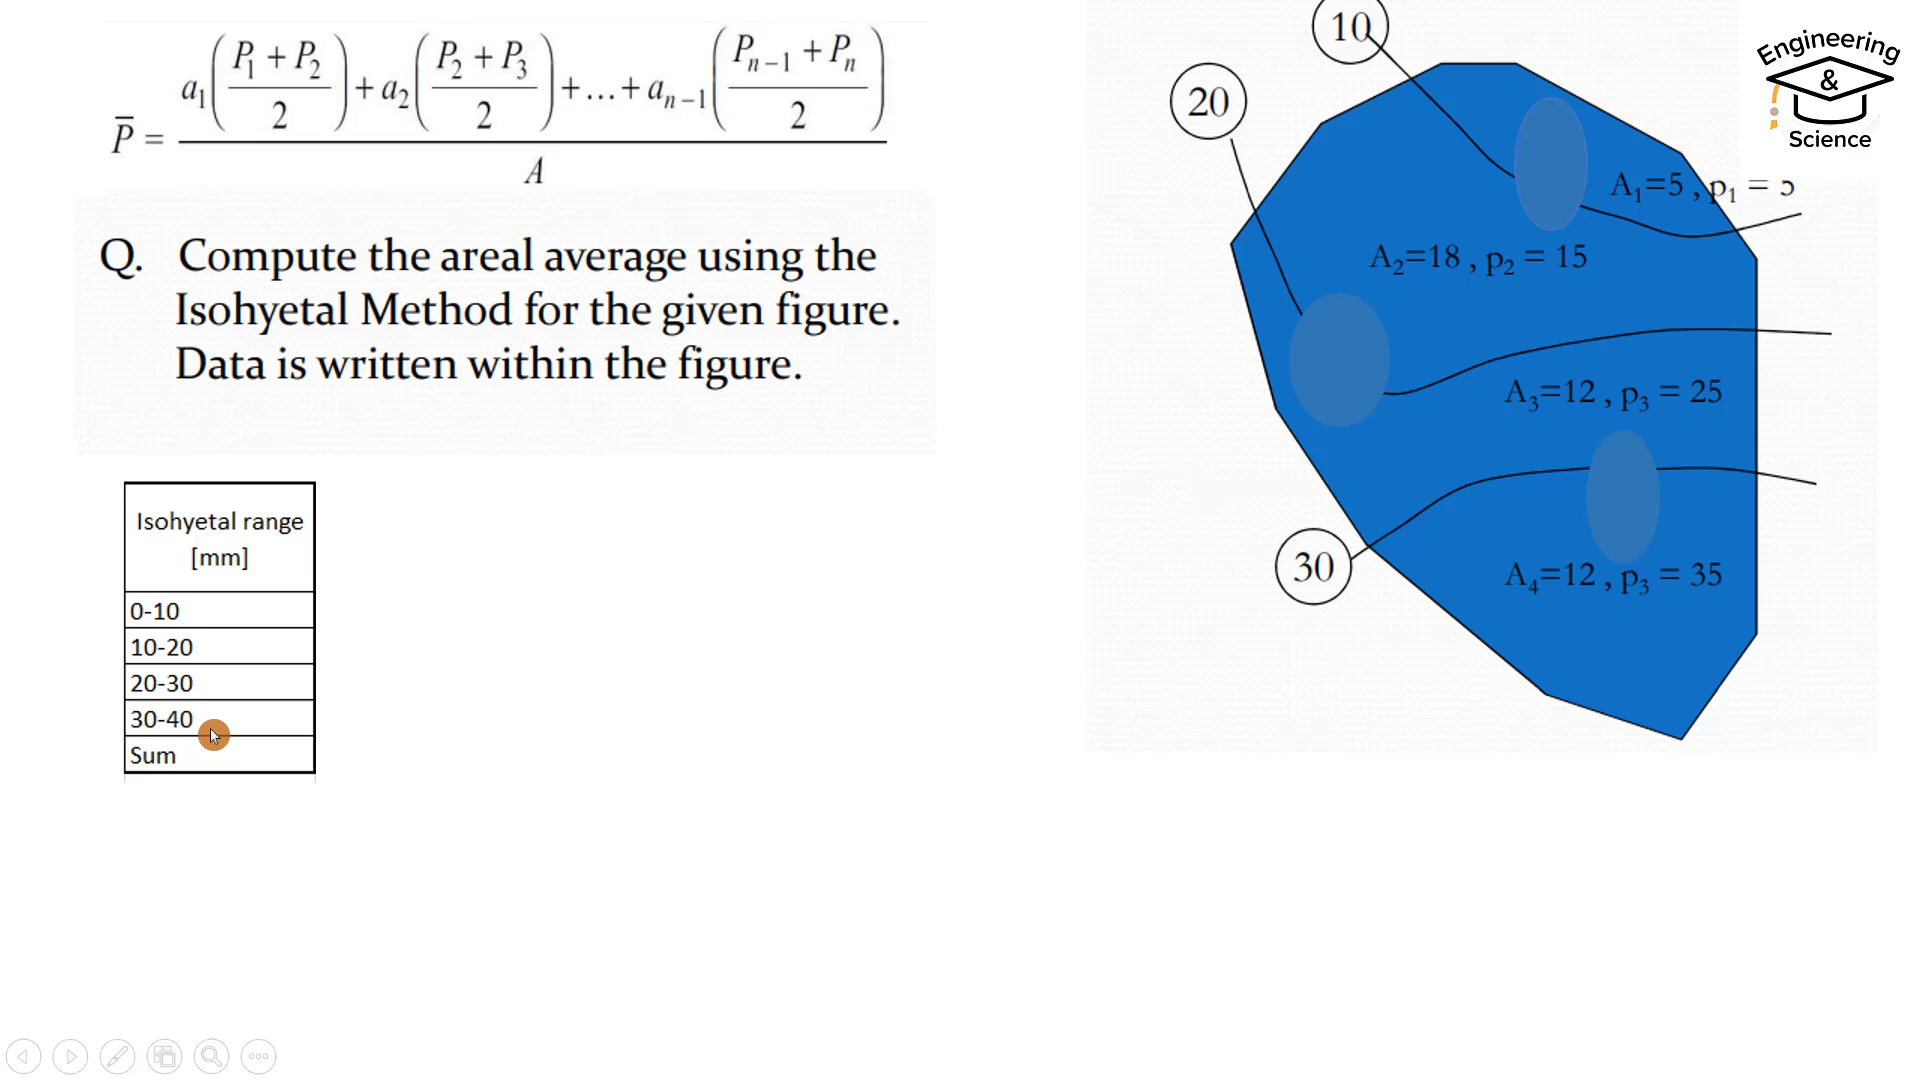 P̄ = a₁((P₁ + P₂)/2) + a₂((P₂ + P₃)/2) + ... + aₙ₋₁((Pₙ₋₁ + Pₙ)/2) / A
Q. Compute the areal average using the
Isohyetal Method for the given figure.
Data is written within the figure.
Isohyetal range
[mm]
0-10
10-20
20-30
30-40
Sum
10
20
A₁=5 , p₁ = 5
A₂=18 , p₂ = 15
A₃=12 , p₃ = 25
30
A₄=12 , p₃ = 35
Engineering
&
Science